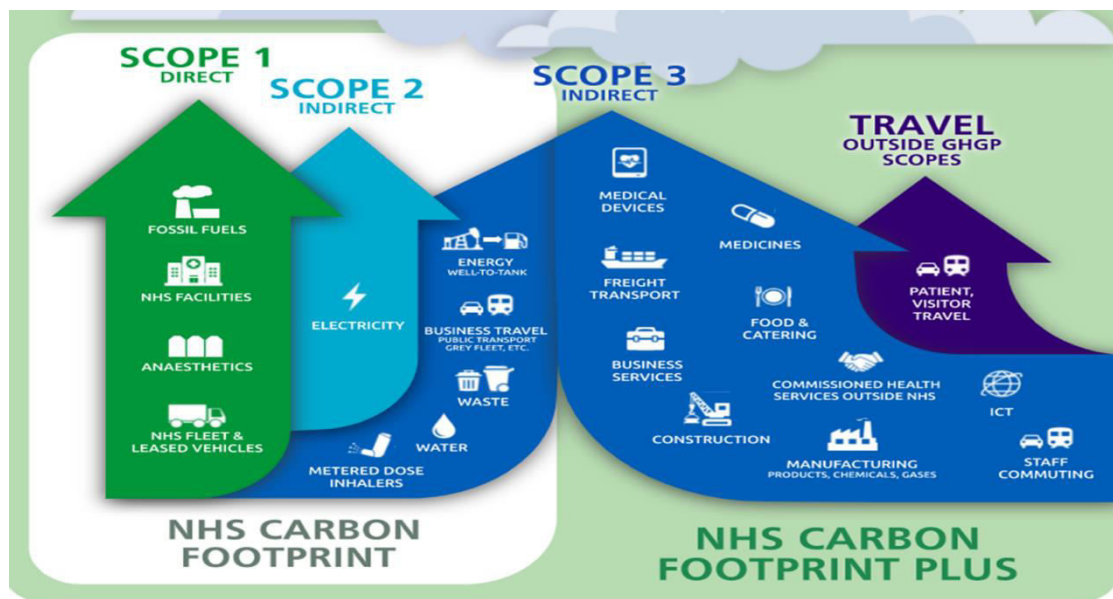 SCOPE 1
DIRECT
FOSSIL FUELS
NHS FACILITIES
ANAESTHETICS
NHS FLEET &
LEASED VEHICLES
SCOPE 2
INDIRECT
ELECTRICITY
SCOPE 3
INDIRECT
ENERGY
WELL-TO-TANK
BUSINESS TRAVEL
PUBLIC TRANSPORT
GREY FLEET, ETC.
WASTE
WATER
METERED DOSE
INHALERS
MEDICAL
DEVICES
MEDICINES
FREIGHT
TRANSPORT
FOOD &
CATERING
BUSINESS
SERVICES
COMMISSIONED HEALTH
SERVICES OUTSIDE NHS
CONSTRUCTION
MANUFACTURING
PRODUCTS, CHEMICALS, GASES
ICT
STAFF
COMMUTING
TRAVEL
OUTSIDE GHGP
SCOPES
PATIENT,
VISITOR
TRAVEL
NHS CARBON
FOOTPRINT
NHS CARBON
FOOTPRINT PLUS